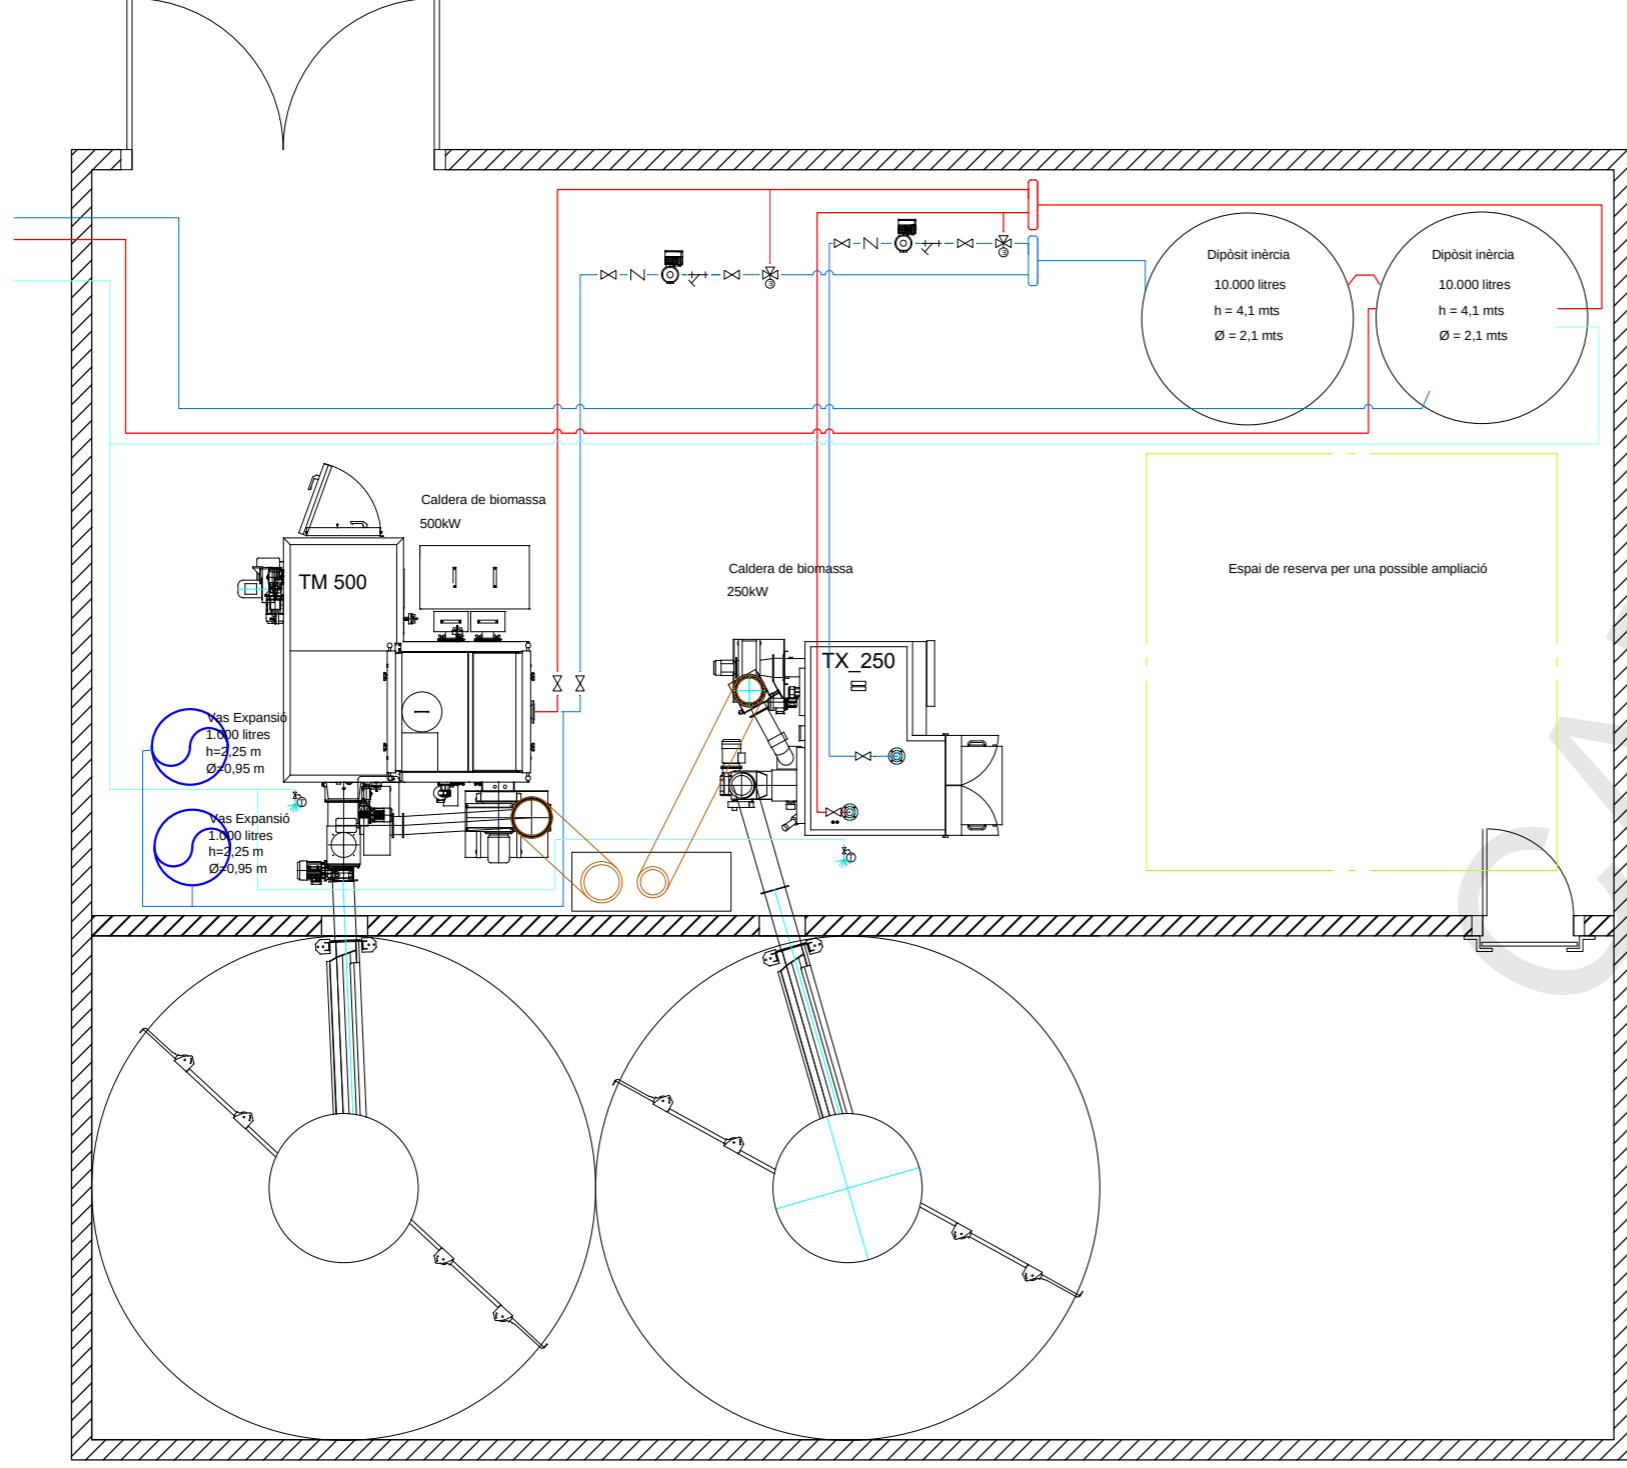 Dipòsit inèrcia
10.000 litres
h = 4,1 mts
Ø = 2,1 mts
Dipòsit inèrcia
10.000 litres
h = 4,1 mts
Ø = 2,1 mts
Caldera de biomassa
500kW
TM 500
Caldera de biomassa
250kW
TX_250
Espai de reserva per una possible ampliació
Vas Expansió
1.000 litres
h=2,25 m
Ø=0,95 m
Vas Expansió
1.000 litres
h=2,25 m
Ø=0,95 m